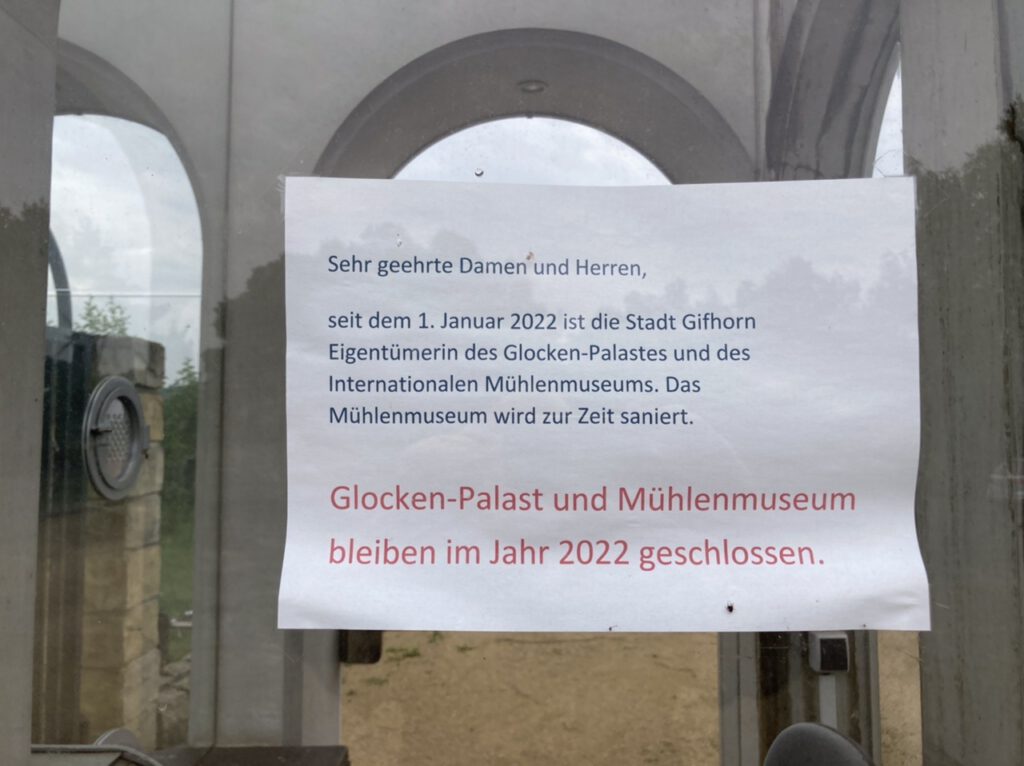 Sehr geehrte Damen und Herren,
seit dem 1. Januar 2022 ist die Stadt Gifhorn
Eigentümerin des Glocken-Palastes und des
Internationalen Mühlenmuseums. Das
Mühlenmuseum wird zur Zeit saniert.
Glocken-Palast und Mühlenmuseum
bleiben im Jahr 2022 geschlossen.